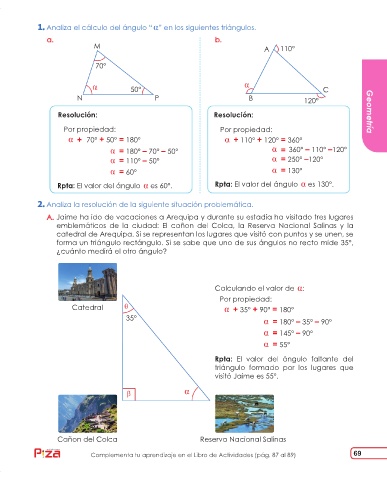 1. Analiza el cálculo del ángulo "α" en los siguientes triángulos.
a.
b.
M
70°
α
50°
N
P
A
110°
α
C
B
120°
Resolución:
Por propiedad:
α + 70° + 50° = 180°
α = 180° – 70° – 50°
α = 110° – 50°
α = 60°
Rpta: El valor del ángulo α es 60°.
Resolución:
Por propiedad:
α + 110° + 120° = 360°
α = 360° – 110° –120°
α = 250° –120°
α = 130°
Rpta: El valor del ángulo α es 130°.
Geometría
2. Analiza la resolución de la siguiente situación problemática.
A. Jaime ha ido de vacaciones a Arequipa y durante su estadía ha visitado tres lugares
emblemáticos de la ciudad: El cañon del Colca, la Reserva Nacional Salinas y la
catedral de Arequipa. Si se representan los lugares que visitó con puntos y se unen, se
forma un triángulo rectángulo. Si se sabe que uno de sus ángulos no recto mide 35°,
¿cuánto medirá el otro ángulo?
Catedral
35°
β
α
Calculando el valor de α:
Por propiedad:
α + 35° + 90° = 180°
α = 180° – 35° – 90°
α = 145° – 90°
α = 55°
Rpta: El valor del ángulo faltante del
triángulo formado por los lugares que
visitó Jaime es 55°.
Cañon del Colca
Reserva Nacional Salinas
Complementa tu aprendizaje en el Libro de Actividades (pág. 87 al 89)
69